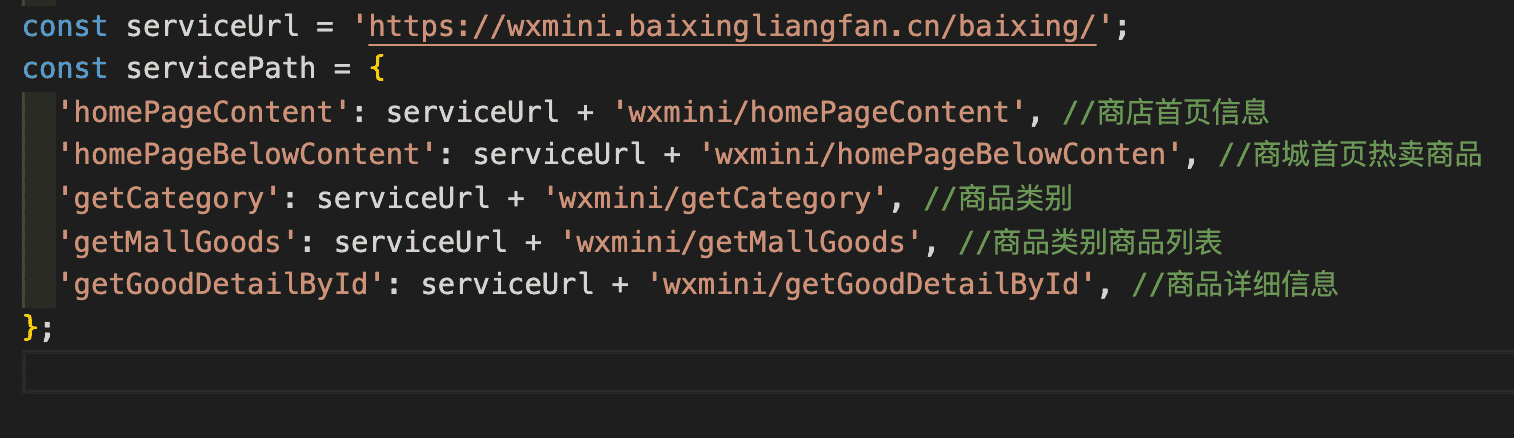 const serviceUrl = 'https://wxmini.baixingliangfan.cn/baixing/';
const servicePath = {
'homePageContent': serviceUrl + 'wxmini/homePageContent', //商店首页信息
'homePageBelowContent': serviceUrl + 'wxmini/homePageBelowConten', //商城首页热卖商品
'getCategory': serviceUrl + 'wxmini/getCategory', //商品类别
'getMallGoods': serviceUrl + 'wxmini/getMallGoods', //商品类别商品列表
'getGoodDetailById': serviceUrl + 'wxmini/getGoodDetailById', //商品详细信息
};